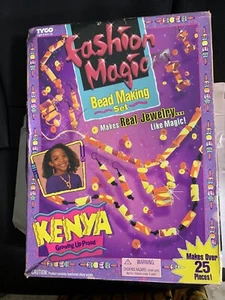 TYCO
Fashion
Magic
Bead Making
Set
Makes Real Jewelry...
Like Magic!
KENYA
Growing Up Proud
Makes Over
25
Pieces!
WARNING:
CAUTION